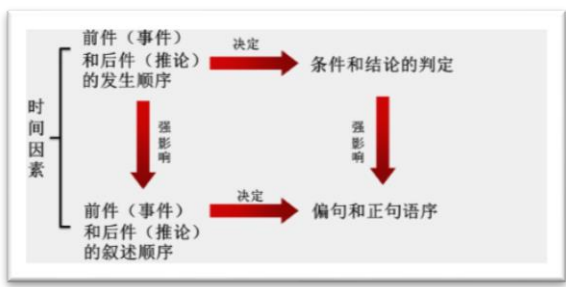 前件（事件）
和后件（推论）
的发生顺序
决定
条件和结论的判定
时间因素
强影响
强影响
前件（事件）
和后件（推论）
的叙述顺序
决定
偏句和正句语序